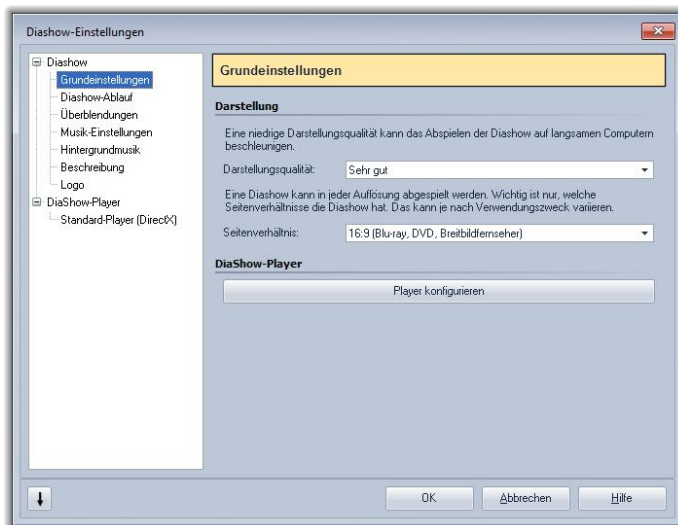 Diashow-Einstellungen
Diashow
Grundeinstellungen
Diashow-Ablauf
Überblendungen
Musik-Einstellungen
Hintergrundmusik
Beschreibung
Logo
DiaShow-Player
Standard-Player (DirectX)
Grundeinstellungen
Darstellung
Eine niedrige Darstellungsqualität kann das Abspielen der Diashow auf langsamen Computern
beschleunigen.
Darstellungsqualität: Sehr gut
Eine Diashow kann in jeder Auflösung abgespielt werden. Wichtig ist nur, welche
Seitenverhältnisse die Diashow hat. Das kann je nach Verwendungszweck variieren.
Seitenverhältnis: 16:9 (Blu-ray, DVD, Breitbildfernseher)
DiaShow-Player
Player konfigurieren
OK Abbrechen Hilfe